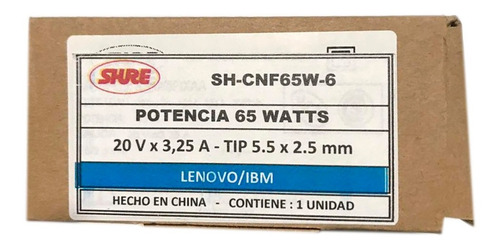 SHURE
SH-CNF65W-6
POTENCIA 65 WATTS
20 V x 3,25 A - TIP 5.5 x 2.5 mm
LENOVO/IBM
HECHO EN CHINA - CONTIENE : 1 UNIDAD